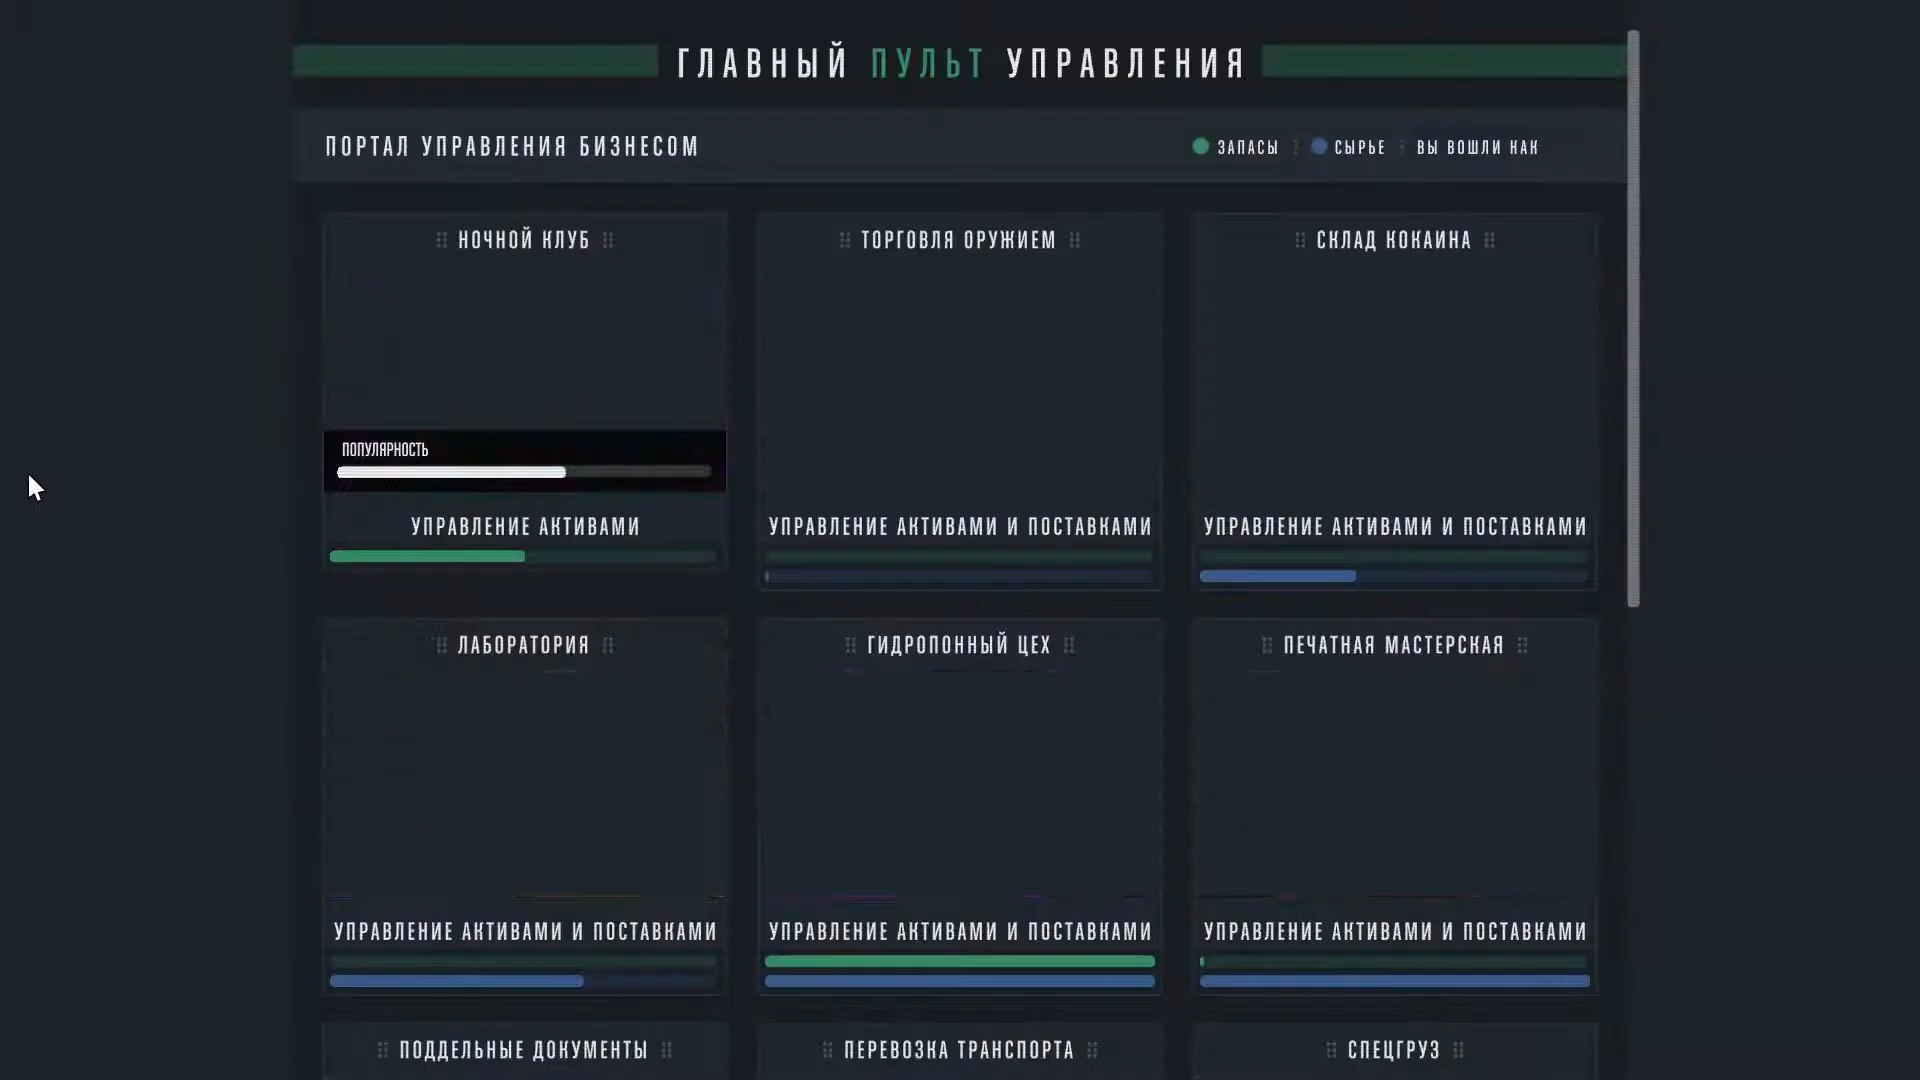 ГЛАВНЫЙ ПУЛЬТ УПРАВЛЕНИЯ
ПОРТАЛ УПРАВЛЕНИЯ БИЗНЕСОМ
ЗАПАСЫ СЫРЬЕ ВЫ ВОШЛИ КАК
НОЧНОЙ КЛУБ
ТОРГОВЛЯ ОРУЖИЕМ
СКЛАД КОКАИНА
ПОПУЛЯРНОСТЬ
УПРАВЛЕНИЕ АКТИВАМИ
УПРАВЛЕНИЕ АКТИВАМИ И ПОСТАВКАМИ
УПРАВЛЕНИЕ АКТИВАМИ И ПОСТАВКАМИ
ЛАБОРАТОРИЯ
ГИДРОПОННЫЙ ЦЕХ
ПЕЧАТНАЯ МАСТЕРСКАЯ
УПРАВЛЕНИЕ АКТИВАМИ И ПОСТАВКАМИ
УПРАВЛЕНИЕ АКТИВАМИ И ПОСТАВКАМИ
УПРАВЛЕНИЕ АКТИВАМИ И ПОСТАВКАМИ
ПОДДЕЛЬНЫЕ ДОКУМЕНТЫ
ПЕРЕВОЗКА ТРАНСПОРТА
СПЕЦГРУЗ